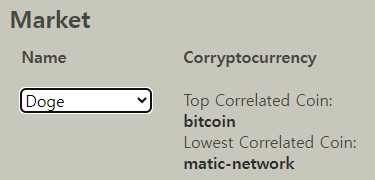 Market
Name
Corryptocurrency
Doge
Top Correlated Coin:
bitcoin
Lowest Correlated Coin:
matic-network